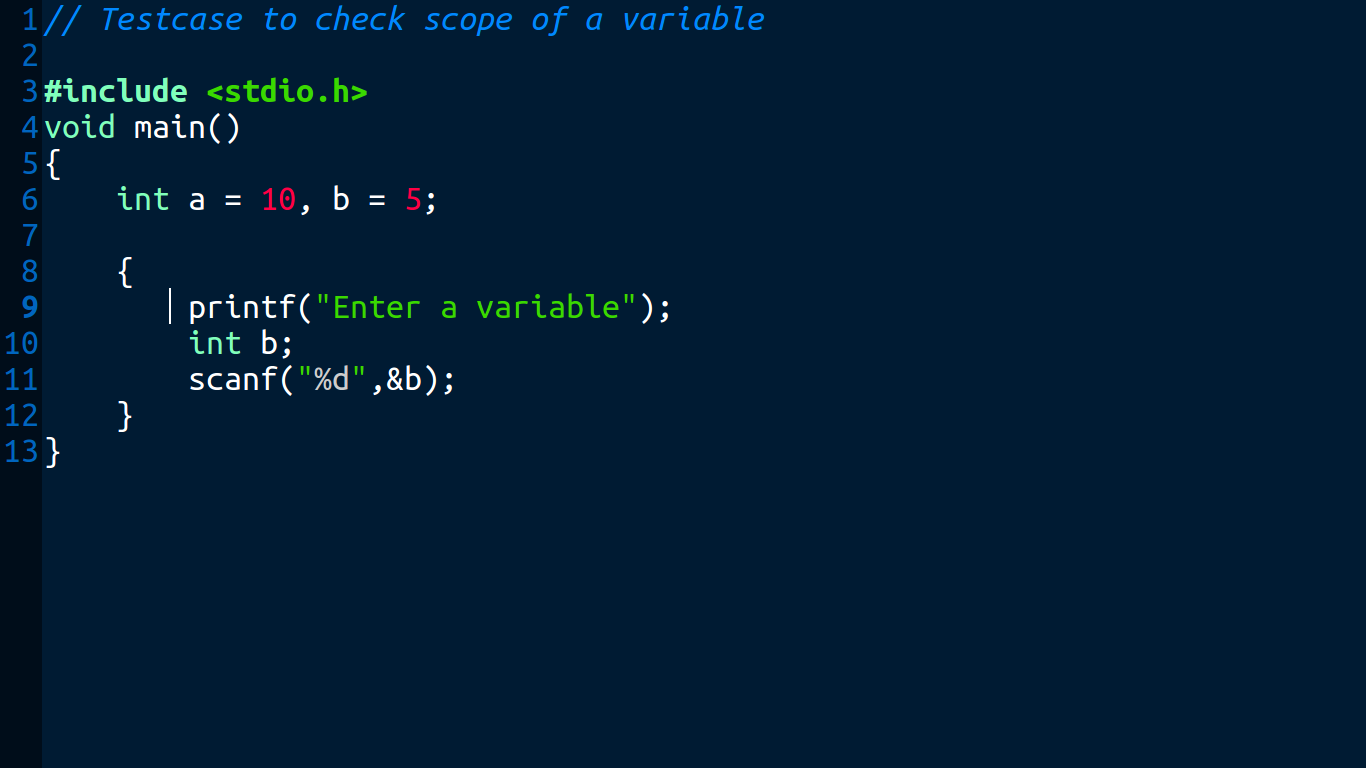 1 // Testcase to check scope of a variable
2
3 #include <stdio.h>
4 void main()
5 {
6     int a = 10, b = 5;
7
8     {
9         printf("Enter a variable");
10         int b;
11         scanf("%d",&b);
12     }
13 }